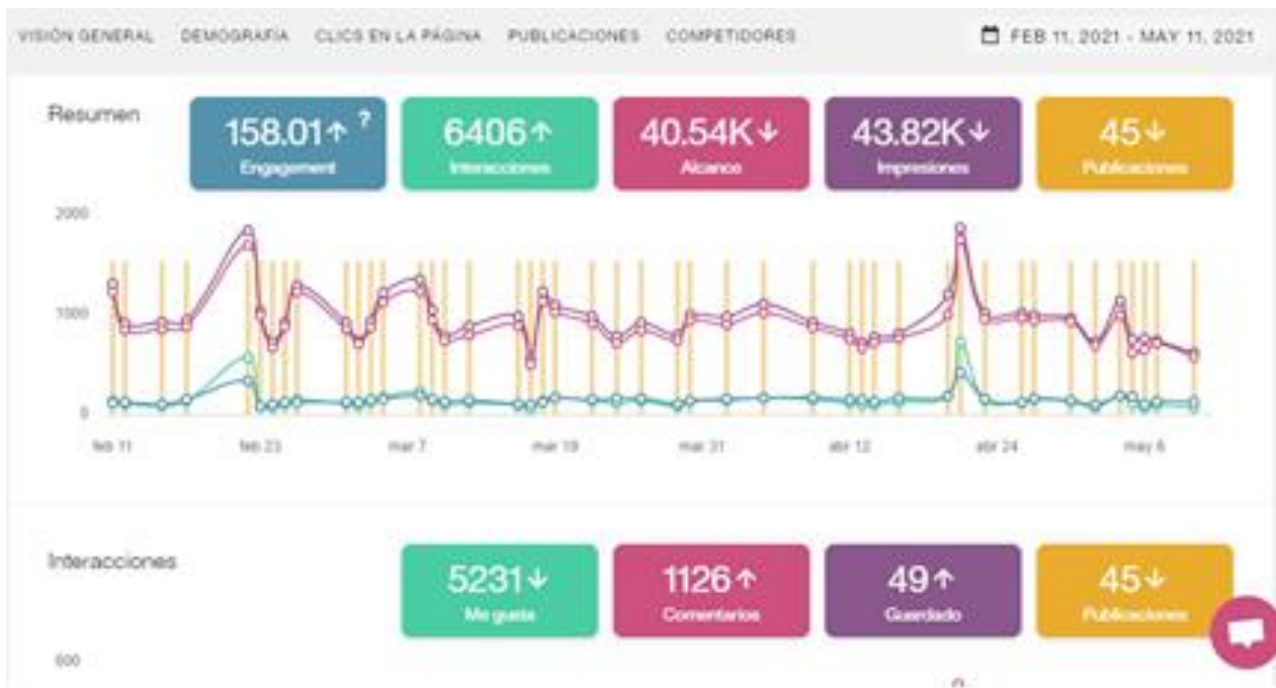 VISIÓN GENERAL DEMOGRAFÍA CLICS EN LA PÁGINA PUBLICACIONES COMPETIDORES FEB 11, 2021 - MAY 11, 2021
Resumen
158.01↑ ? 6406↑ 40.54K↓ 43.82K↓ 45↓
Engagement Interacciones Alcance Impresiones Publicaciones
2000
1000
0
feb 11 feb 23 mar 7 mar 19 mar 31 abr 12 abr 24 may 6
Interacciones
5231↓ 1126↑ 49↑ 45↓
Me gusta Comentarios Guardado Publicaciones
600